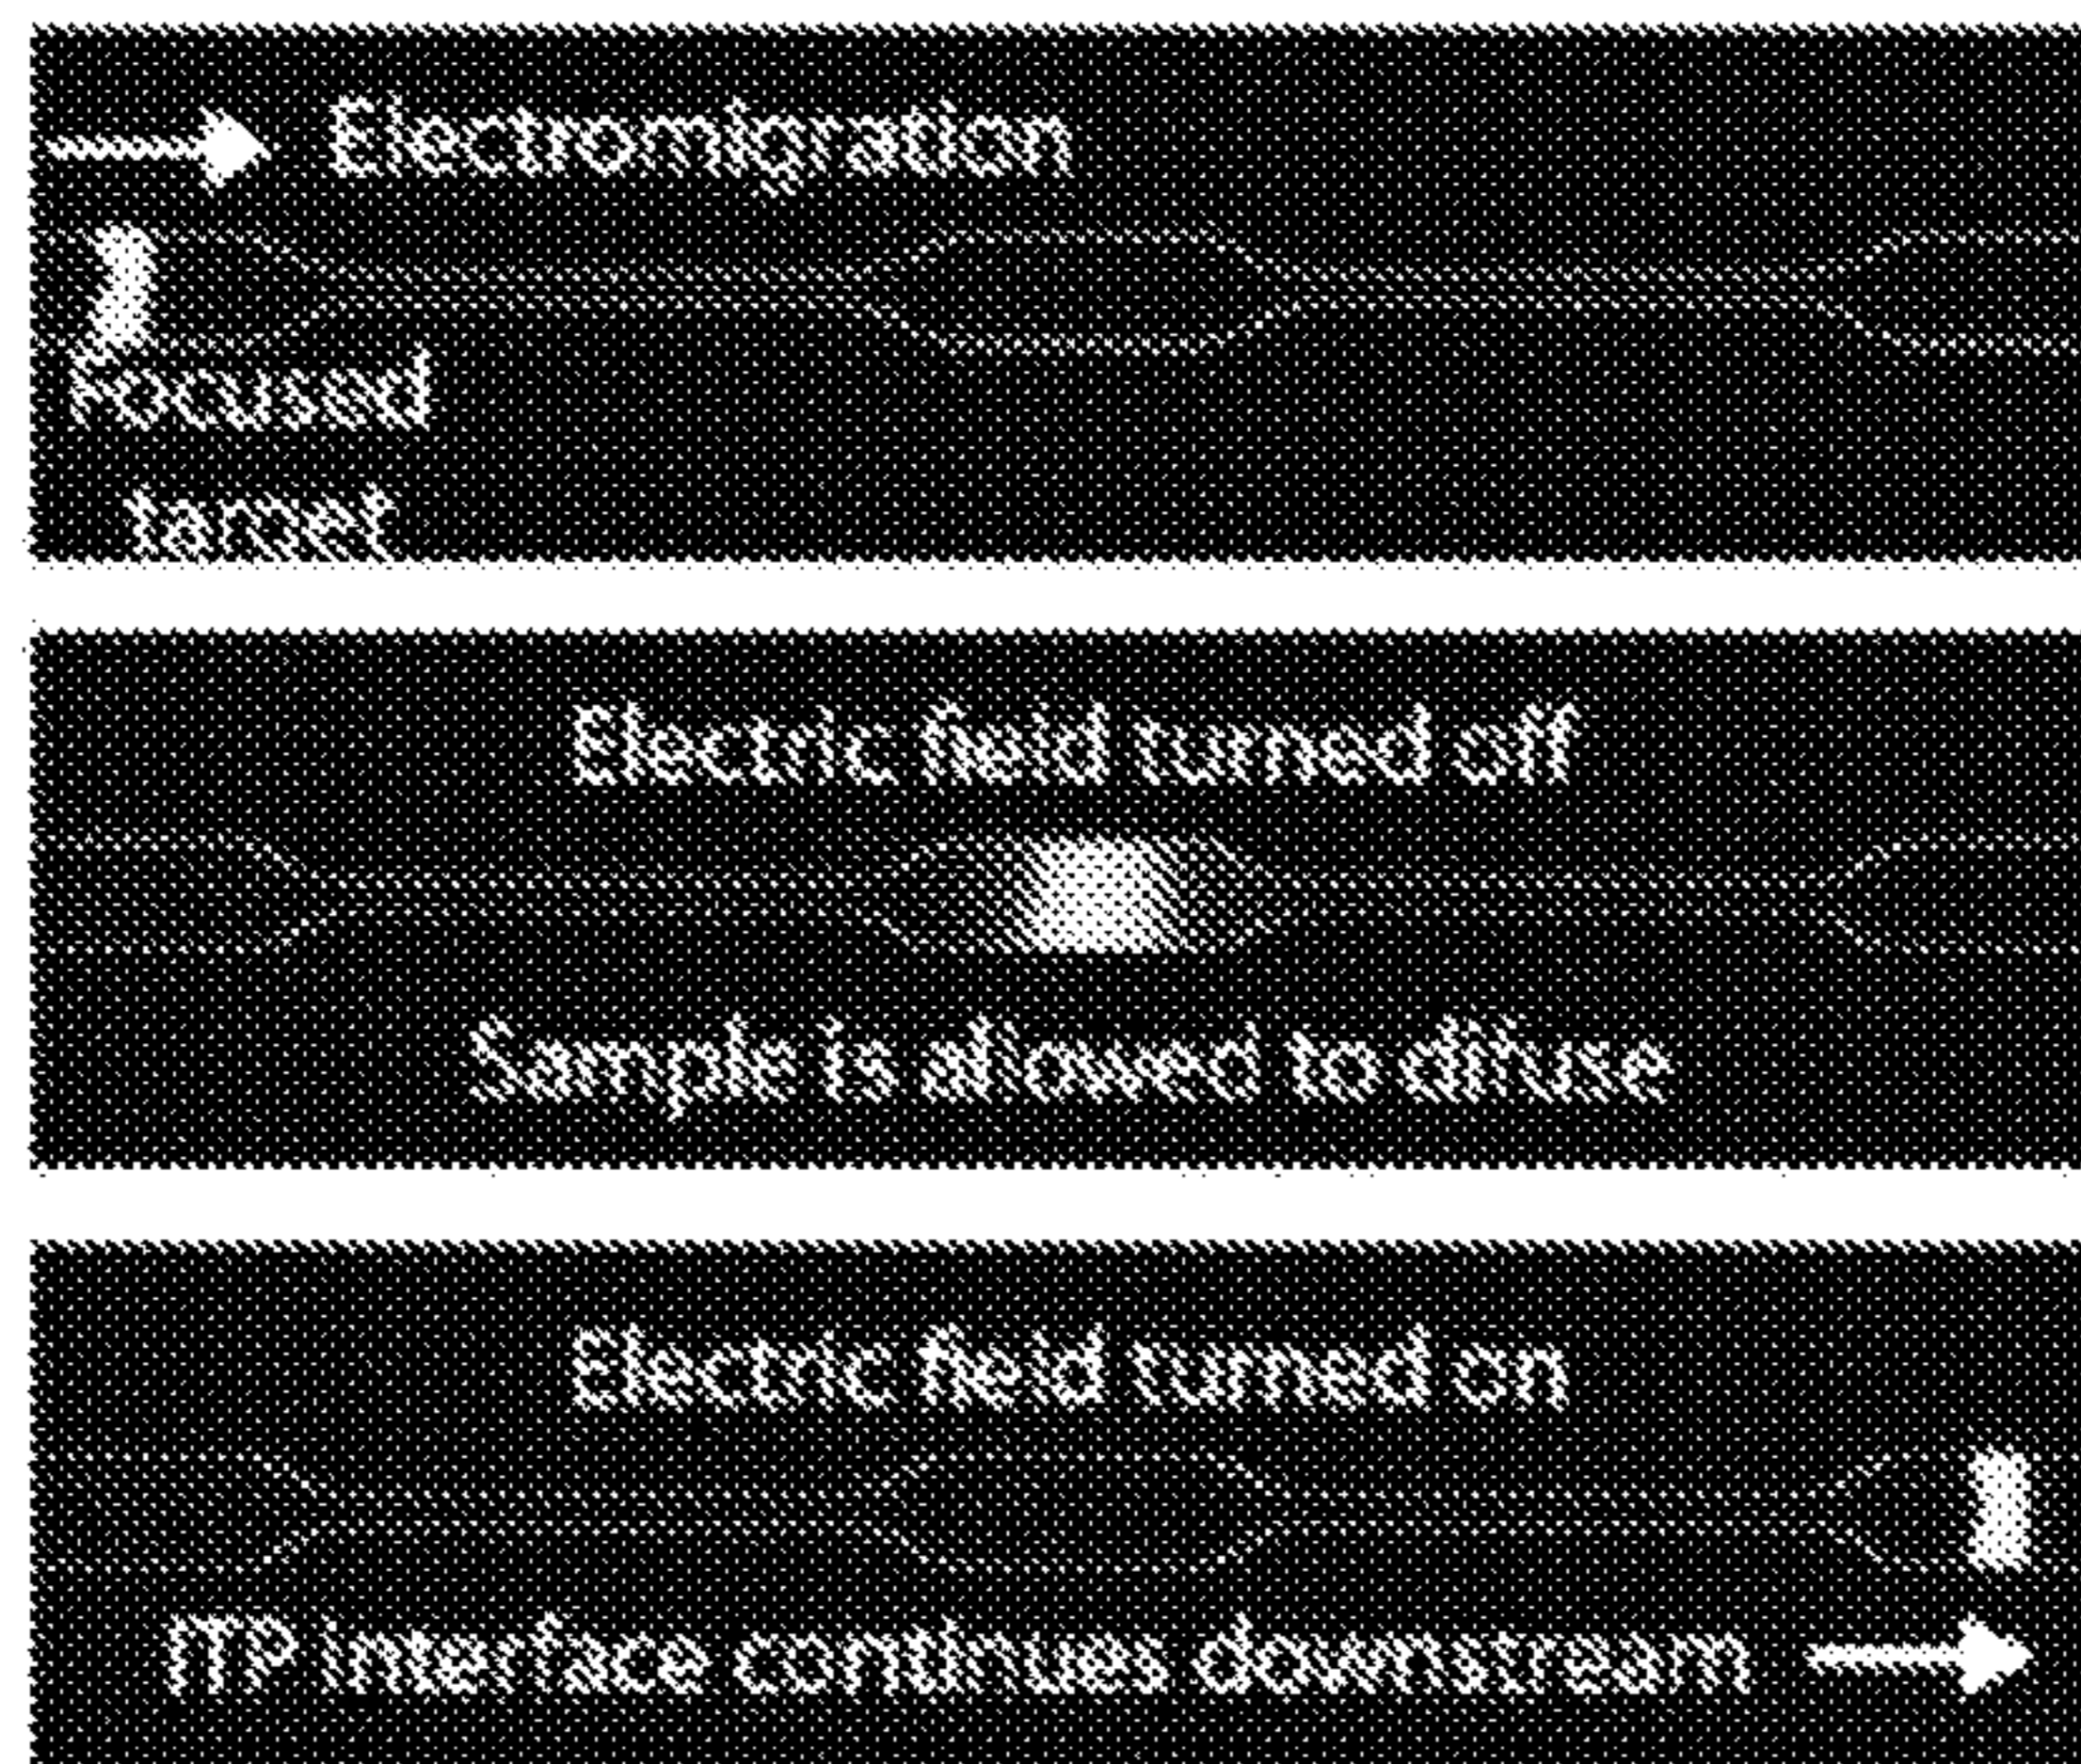 Electromigration
Focused
target
Electric field turned off
Sample is allowed to diffuse
Electric field turned on
ITP interface continues downstream